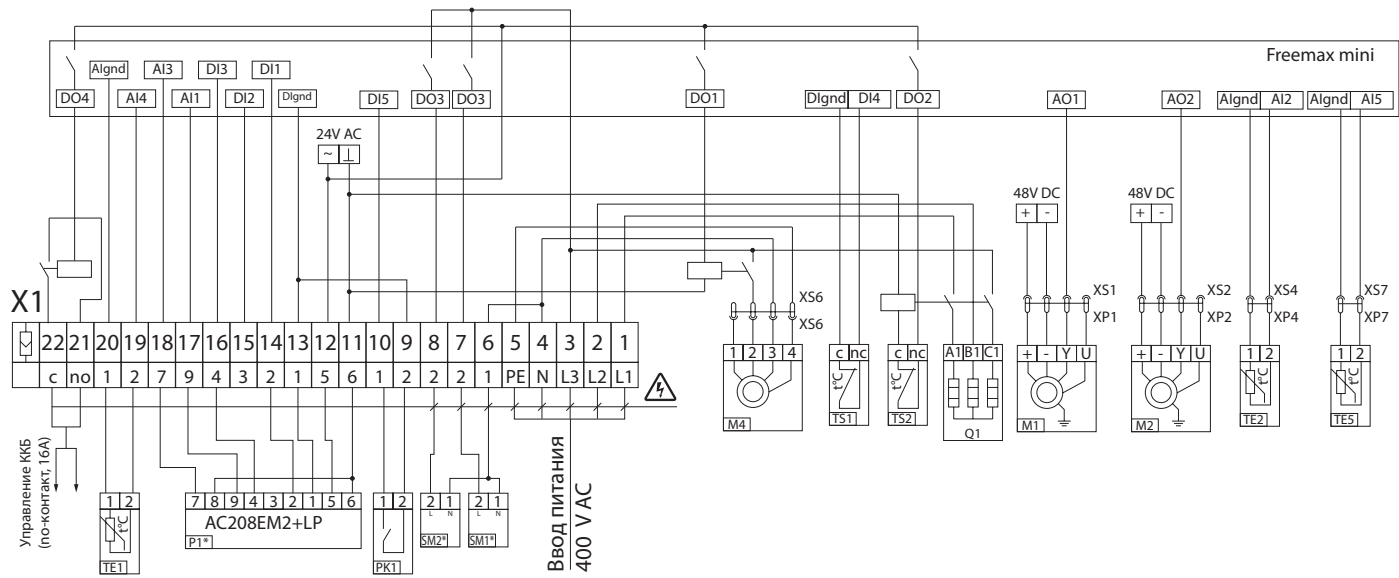 Freemax mini
AIgnd AI3 DI3 DI1
DO4 AI4 AI1 DI2 DIgnd DI5 DO3 DO3 DO1 DIgnd DI4 DO2 AO1 AO2 AIgnd AI2 AIgnd AI5
24V AC
~ ⊥
48V DC 48V DC
+ - + -
XS6 XS1 XS2 XS4 XS7
XS6 XP1 XP2 XP4 XP7
X1
22 21 20 19 18 17 16 15 14 13 12 11 10 9 8 7 6 5 4 3 2 1
c no 1 2 7 9 4 3 2 1 5 6 1 2 2 2 1 PE N L3 L2 L1
1 2 3 4 c nc c nc A1 B1 C1 + - Y U + - Y U 1 2 1 2
t°C t°C t°C t°C
M4 TS1 TS2 Q1 M1 M2 TE2 TE5
Управление ККБ
(no-контакт, 16A)
1 2
t°C
TE1
7 8 9 4 3 2 1 5 6
AC208EM2+LP
P1*
1 2
PK1
2 1
L N
SM2*
2 1
L N
SM1*
Ввод питания
400 V AC